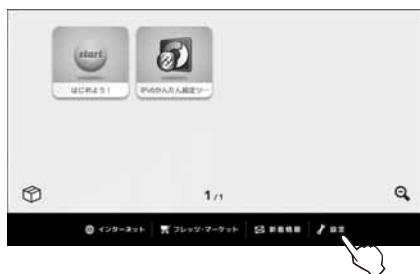 start
はじめよう！
IPv6かんたん設定ツ…
1/1
インターネット
フレッツ・マーケット
新着情報
設定